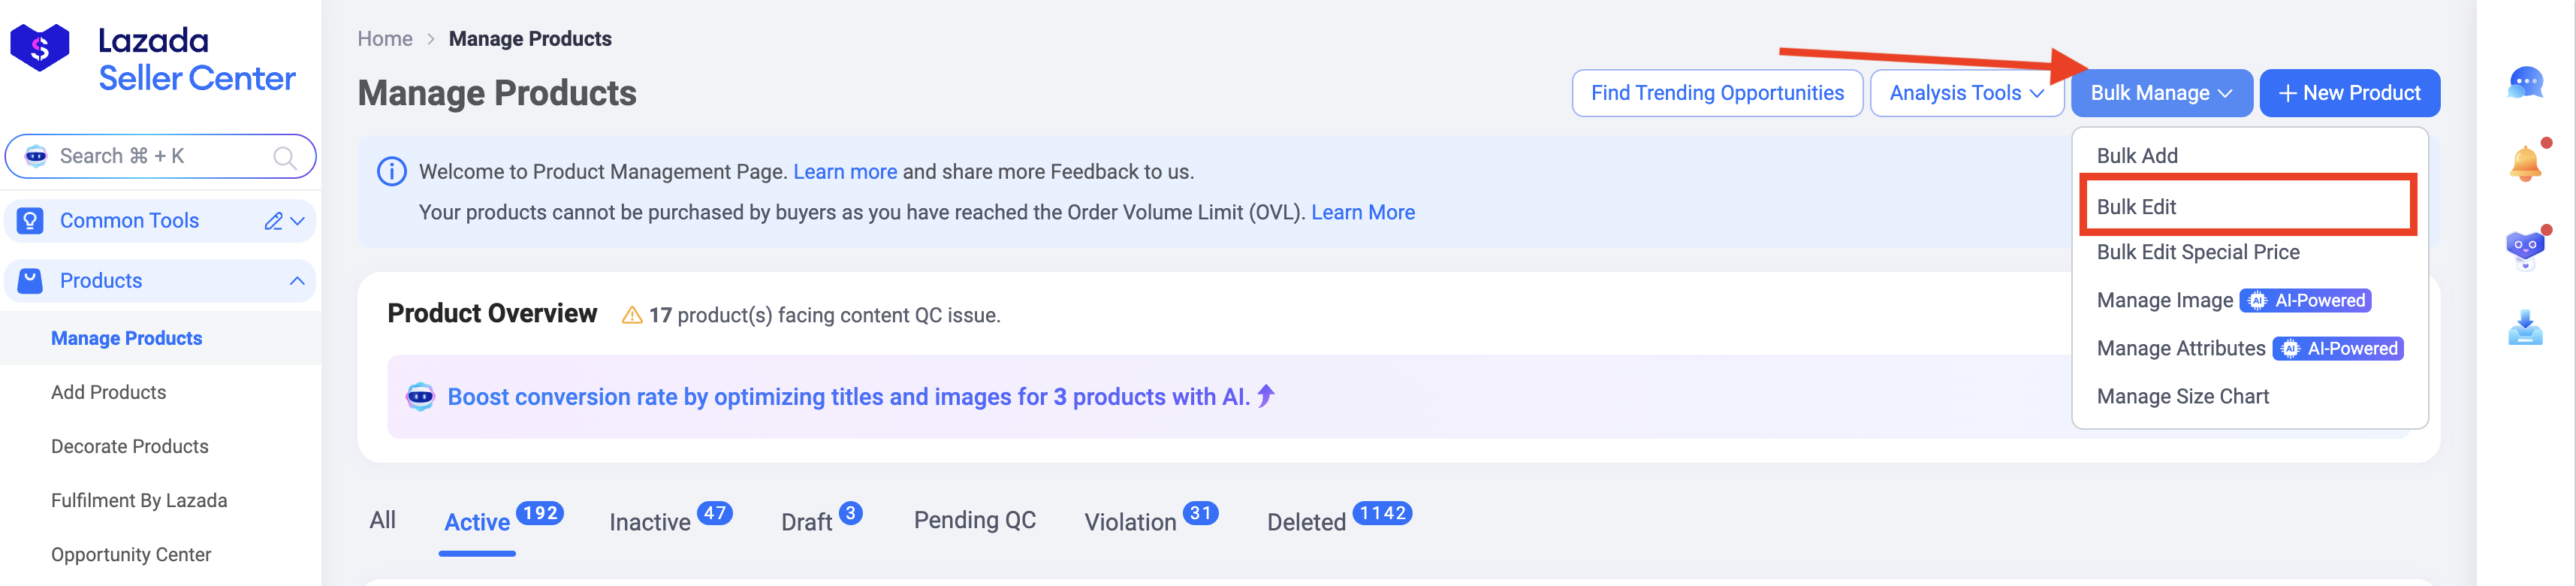 Lazada
Seller Center
Search ⌘ + K
Common Tools
Products
Manage Products
Add Products
Decorate Products
Fulfilment By Lazada
Opportunity Center
Home > Manage Products
Manage Products
Find Trending Opportunities
Analysis Tools
Bulk Manage
+ New Product
Welcome to Product Management Page. Learn more and share more Feedback to us.
Your products cannot be purchased by buyers as you have reached the Order Volume Limit (OVL). Learn More
Bulk Add
Bulk Edit
Bulk Edit Special Price
Manage Image AI AI-Powered
Manage Attributes AI AI-Powered
Manage Size Chart
Product Overview 17 product(s) facing content QC issue.
Boost conversion rate by optimizing titles and images for 3 products with AI.
All
Active 192
Inactive 47
Draft 3
Pending QC
Violation 31
Deleted 1142